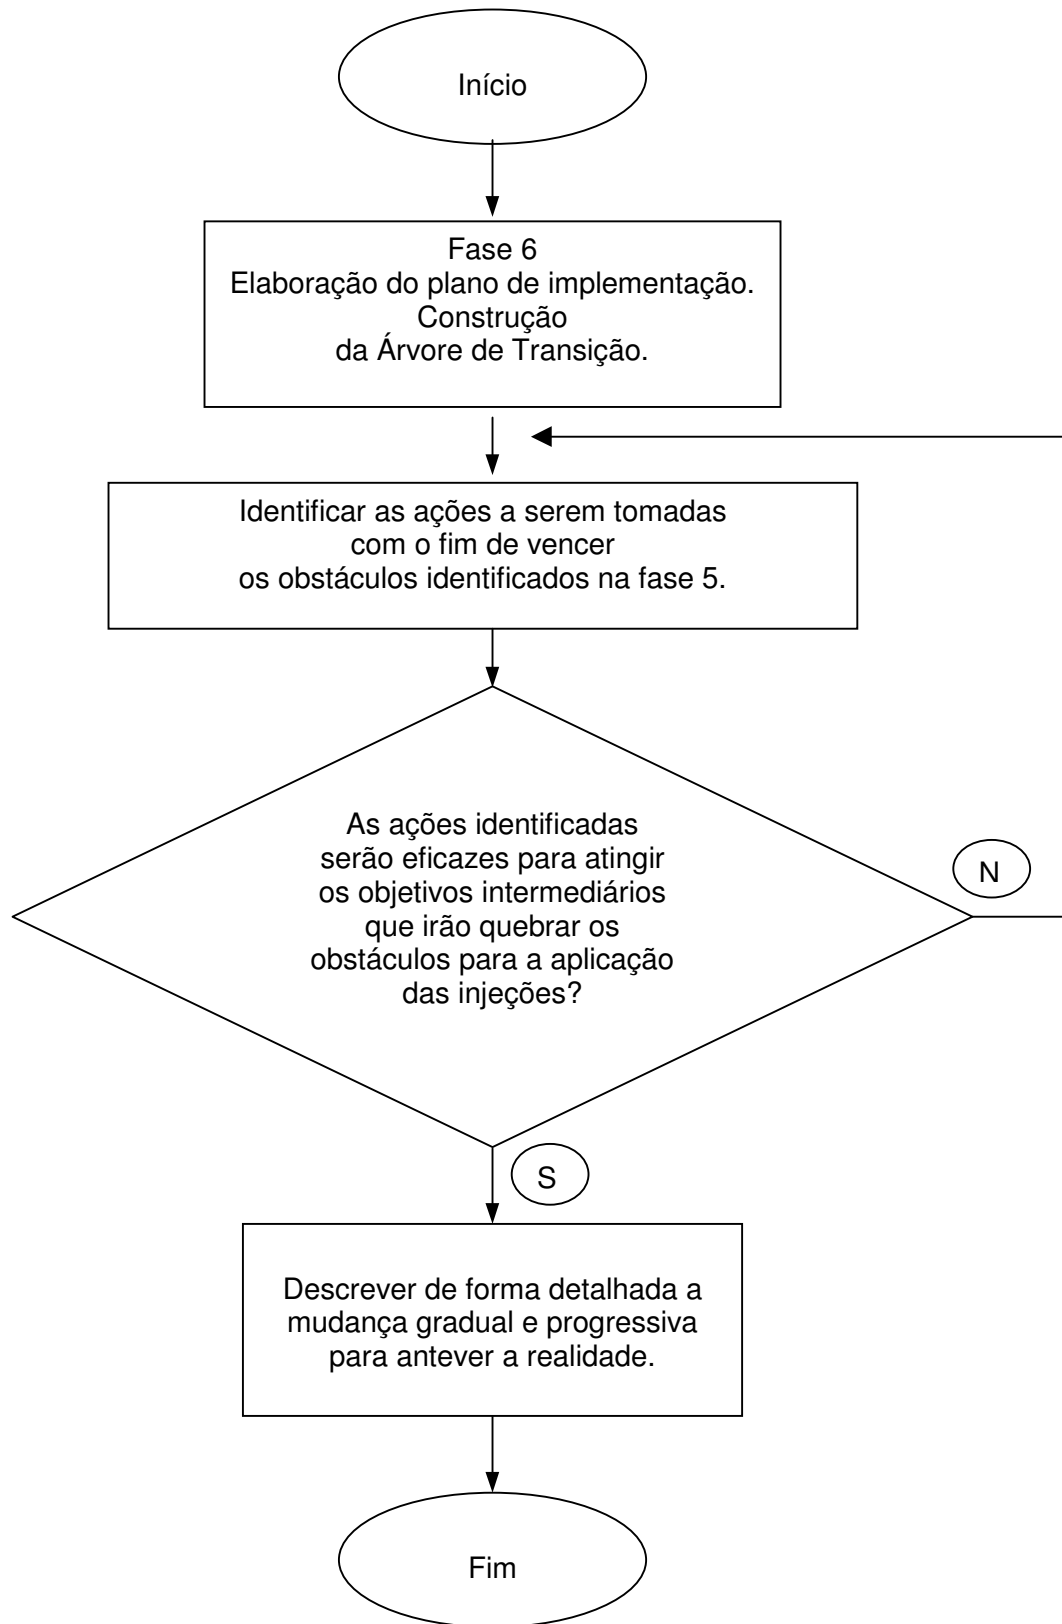 Início
Fase 6
Elaboração do plano de implementação.
Construção
da Árvore de Transição.
Identificar as ações a serem tomadas
com o fim de vencer
os obstáculos identificados na fase 5.
As ações identificadas
serão eficazes para atingir
os objetivos intermediários
que irão quebrar os
obstáculos para a aplicação
das injeções?
N
S
Descrever de forma detalhada a
mudança gradual e progressiva
para antever a realidade.
Fim